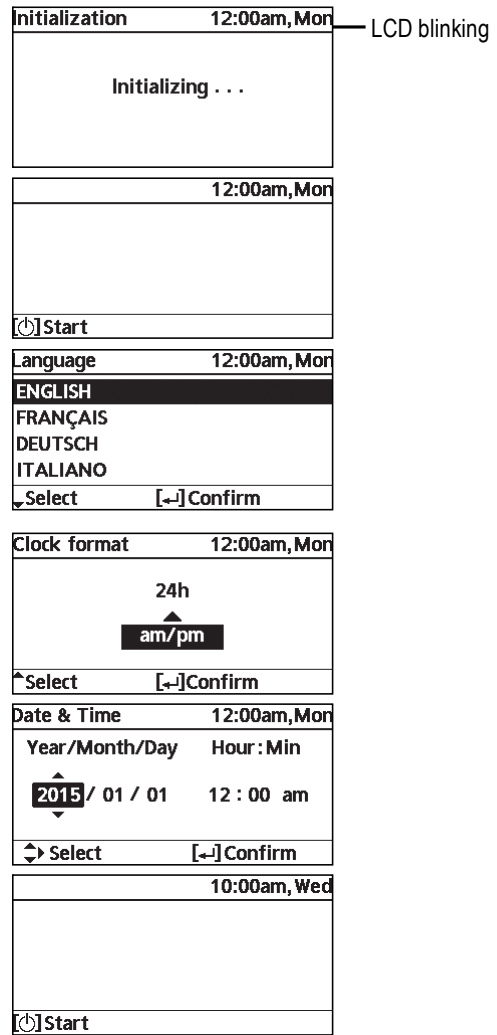 Initialization 12:00am,Mon
LCD blinking
Initializing . . .
12:00am,Mon
[⏻]Start
Language 12:00am,Mon
ENGLISH
FRANÇAIS
DEUTSCH
ITALIANO
Select [↵]Confirm
Clock format 12:00am,Mon
24h
am/pm
Select [↵]Confirm
Date & Time 12:00am,Mon
Year/Month/Day Hour:Min
2015 / 01 / 01 12 : 00 am
Select [↵]Confirm
10:00am,Wed
[⏻]Start